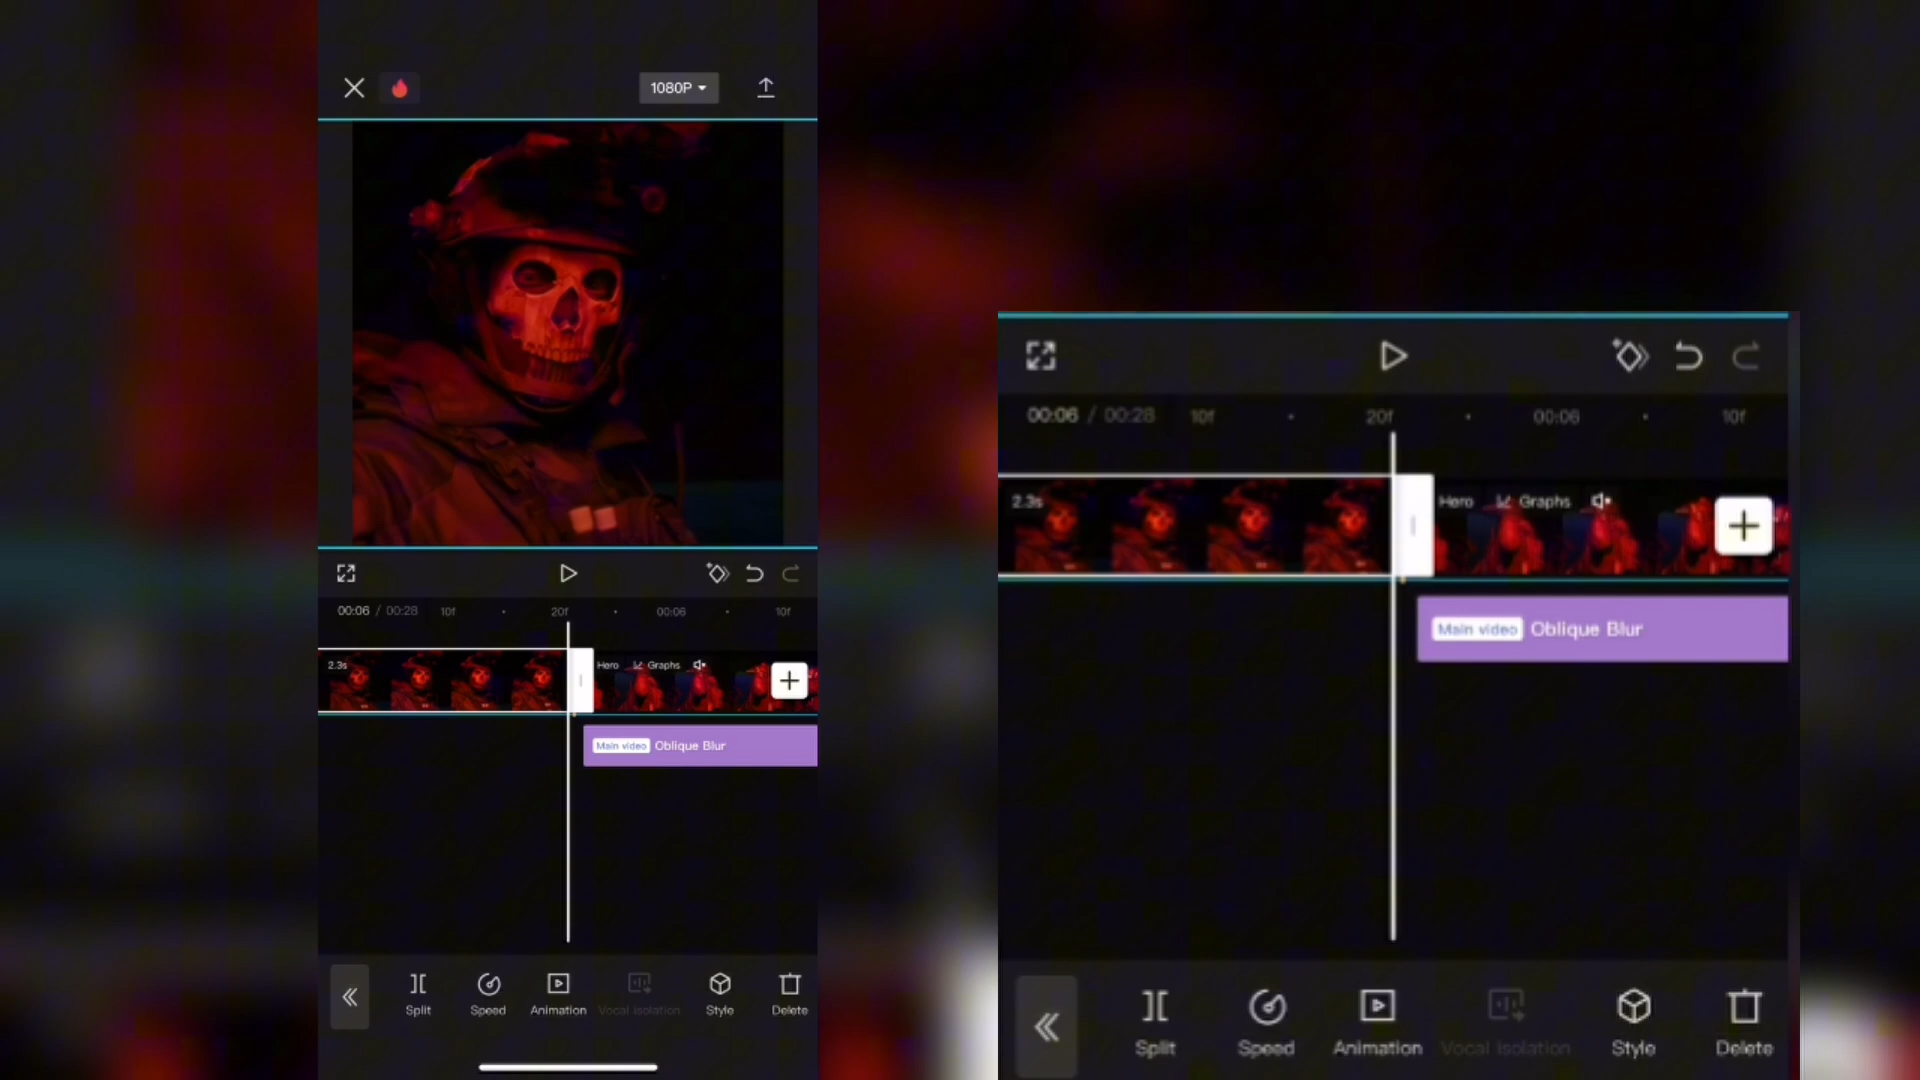 1080P
00:06 / 00:28 10f 20f 00:06 10f
2.3s Hero Graphs
Main video Oblique Blur
Split Speed Animation Vocal Isolation Style Delete
00:06 / 00:28 10f 20f 00:06 10f
2.3s Hero Graphs
Main video Oblique Blur
Split Speed Animation Vocal Isolation Style Delete